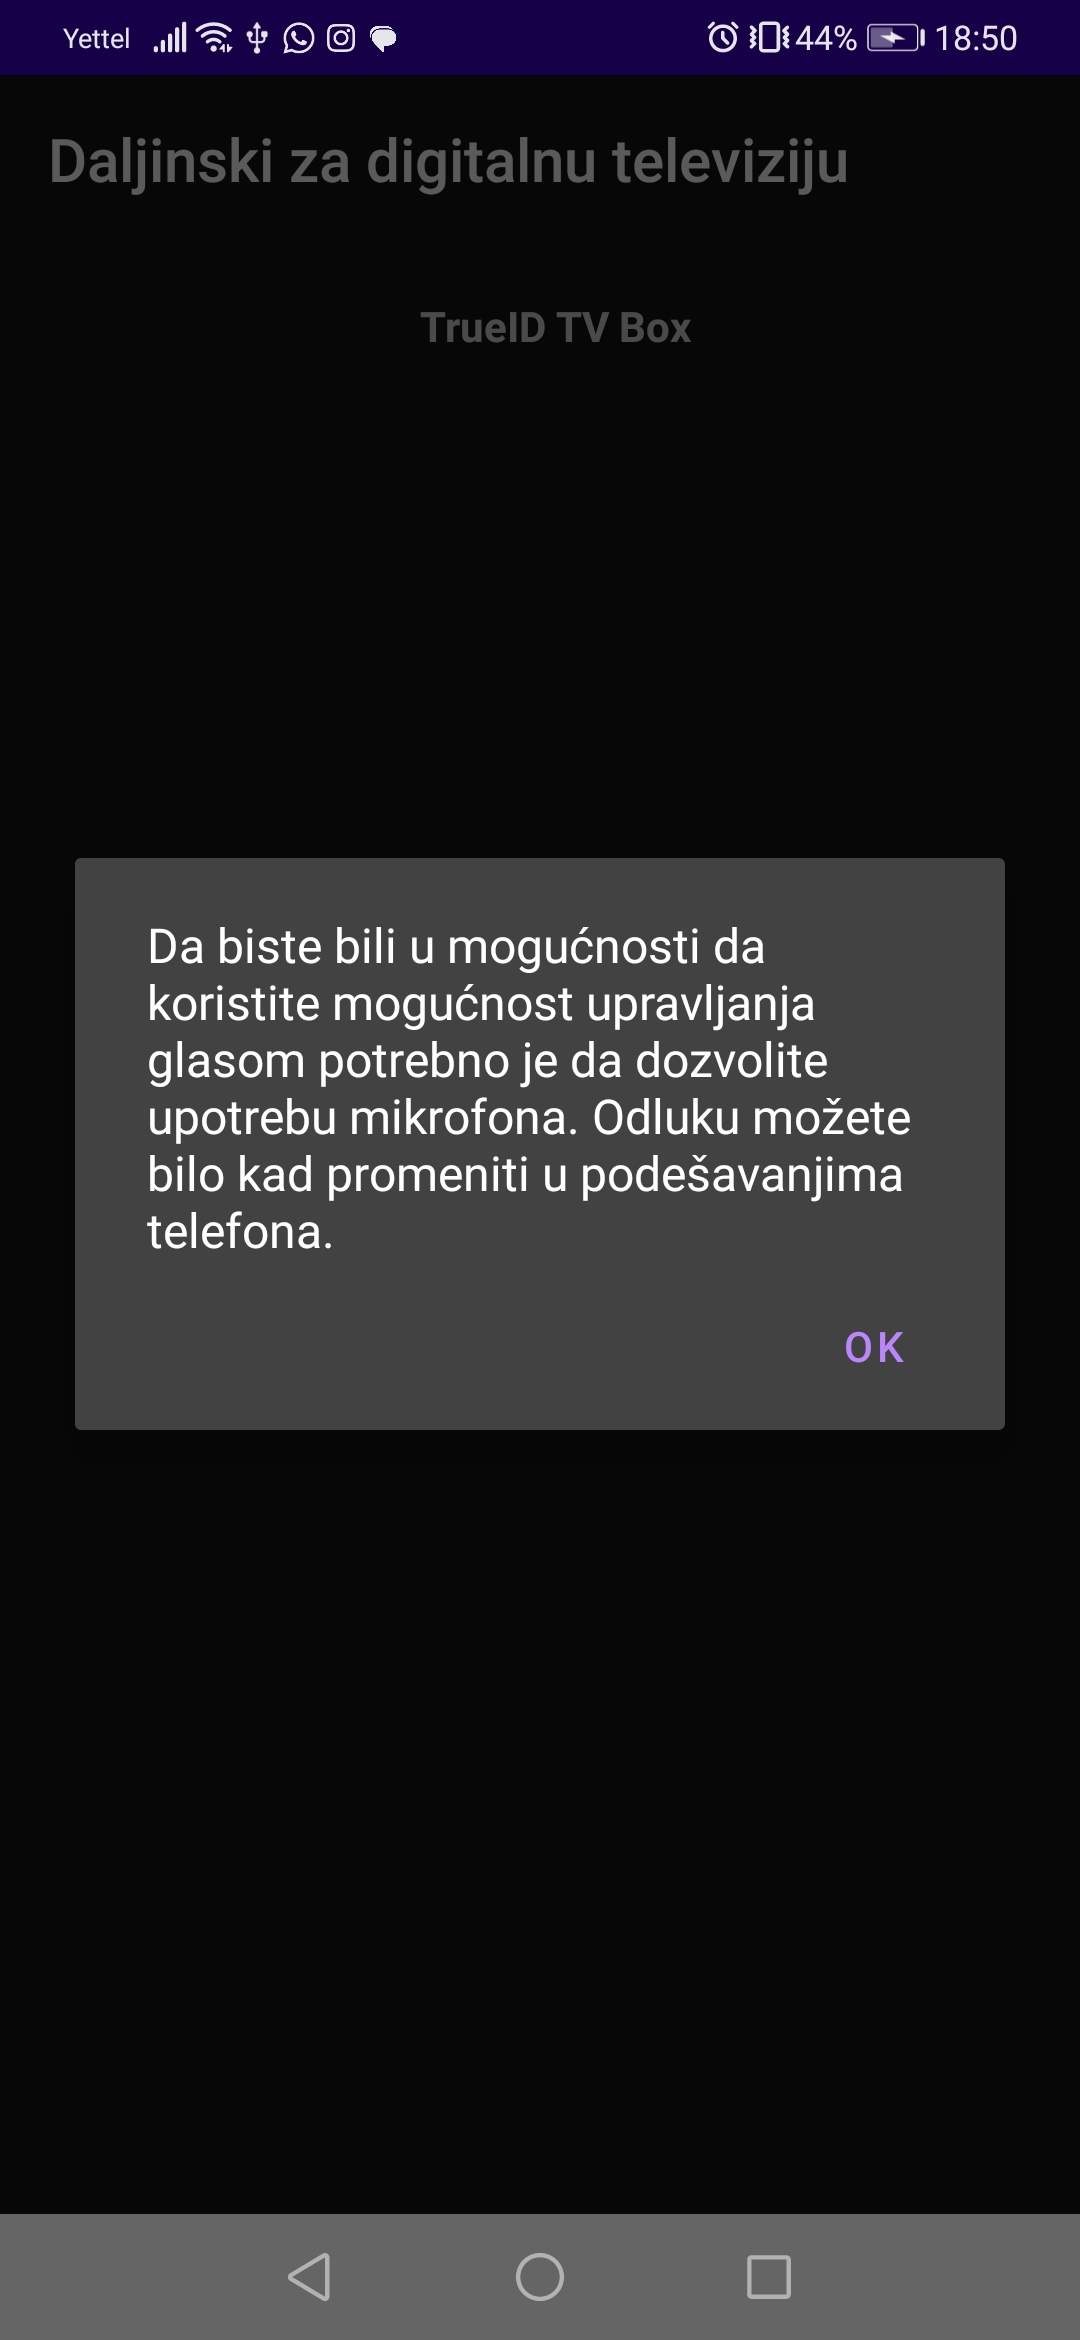 Yettel 44% 18:50
Daljinski za digitalnu televiziju
TrueID TV Box
Da biste bili u mogućnosti da
koristite mogućnost upravljanja
glasom potrebno je da dozvolite
upotrebu mikrofona. Odluku možete
bilo kad promeniti u podešavanjima
telefona.
OK